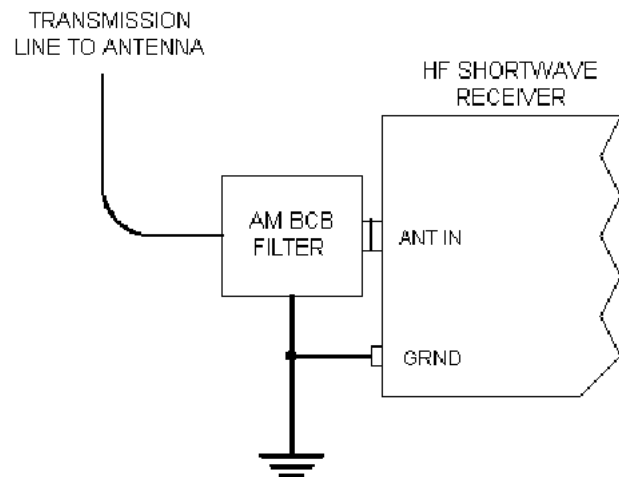 TRANSMISSION
LINE TO ANTENNA
HF SHORTWAVE
RECEIVER
AM BCB
FILTER
ANT IN
GRND